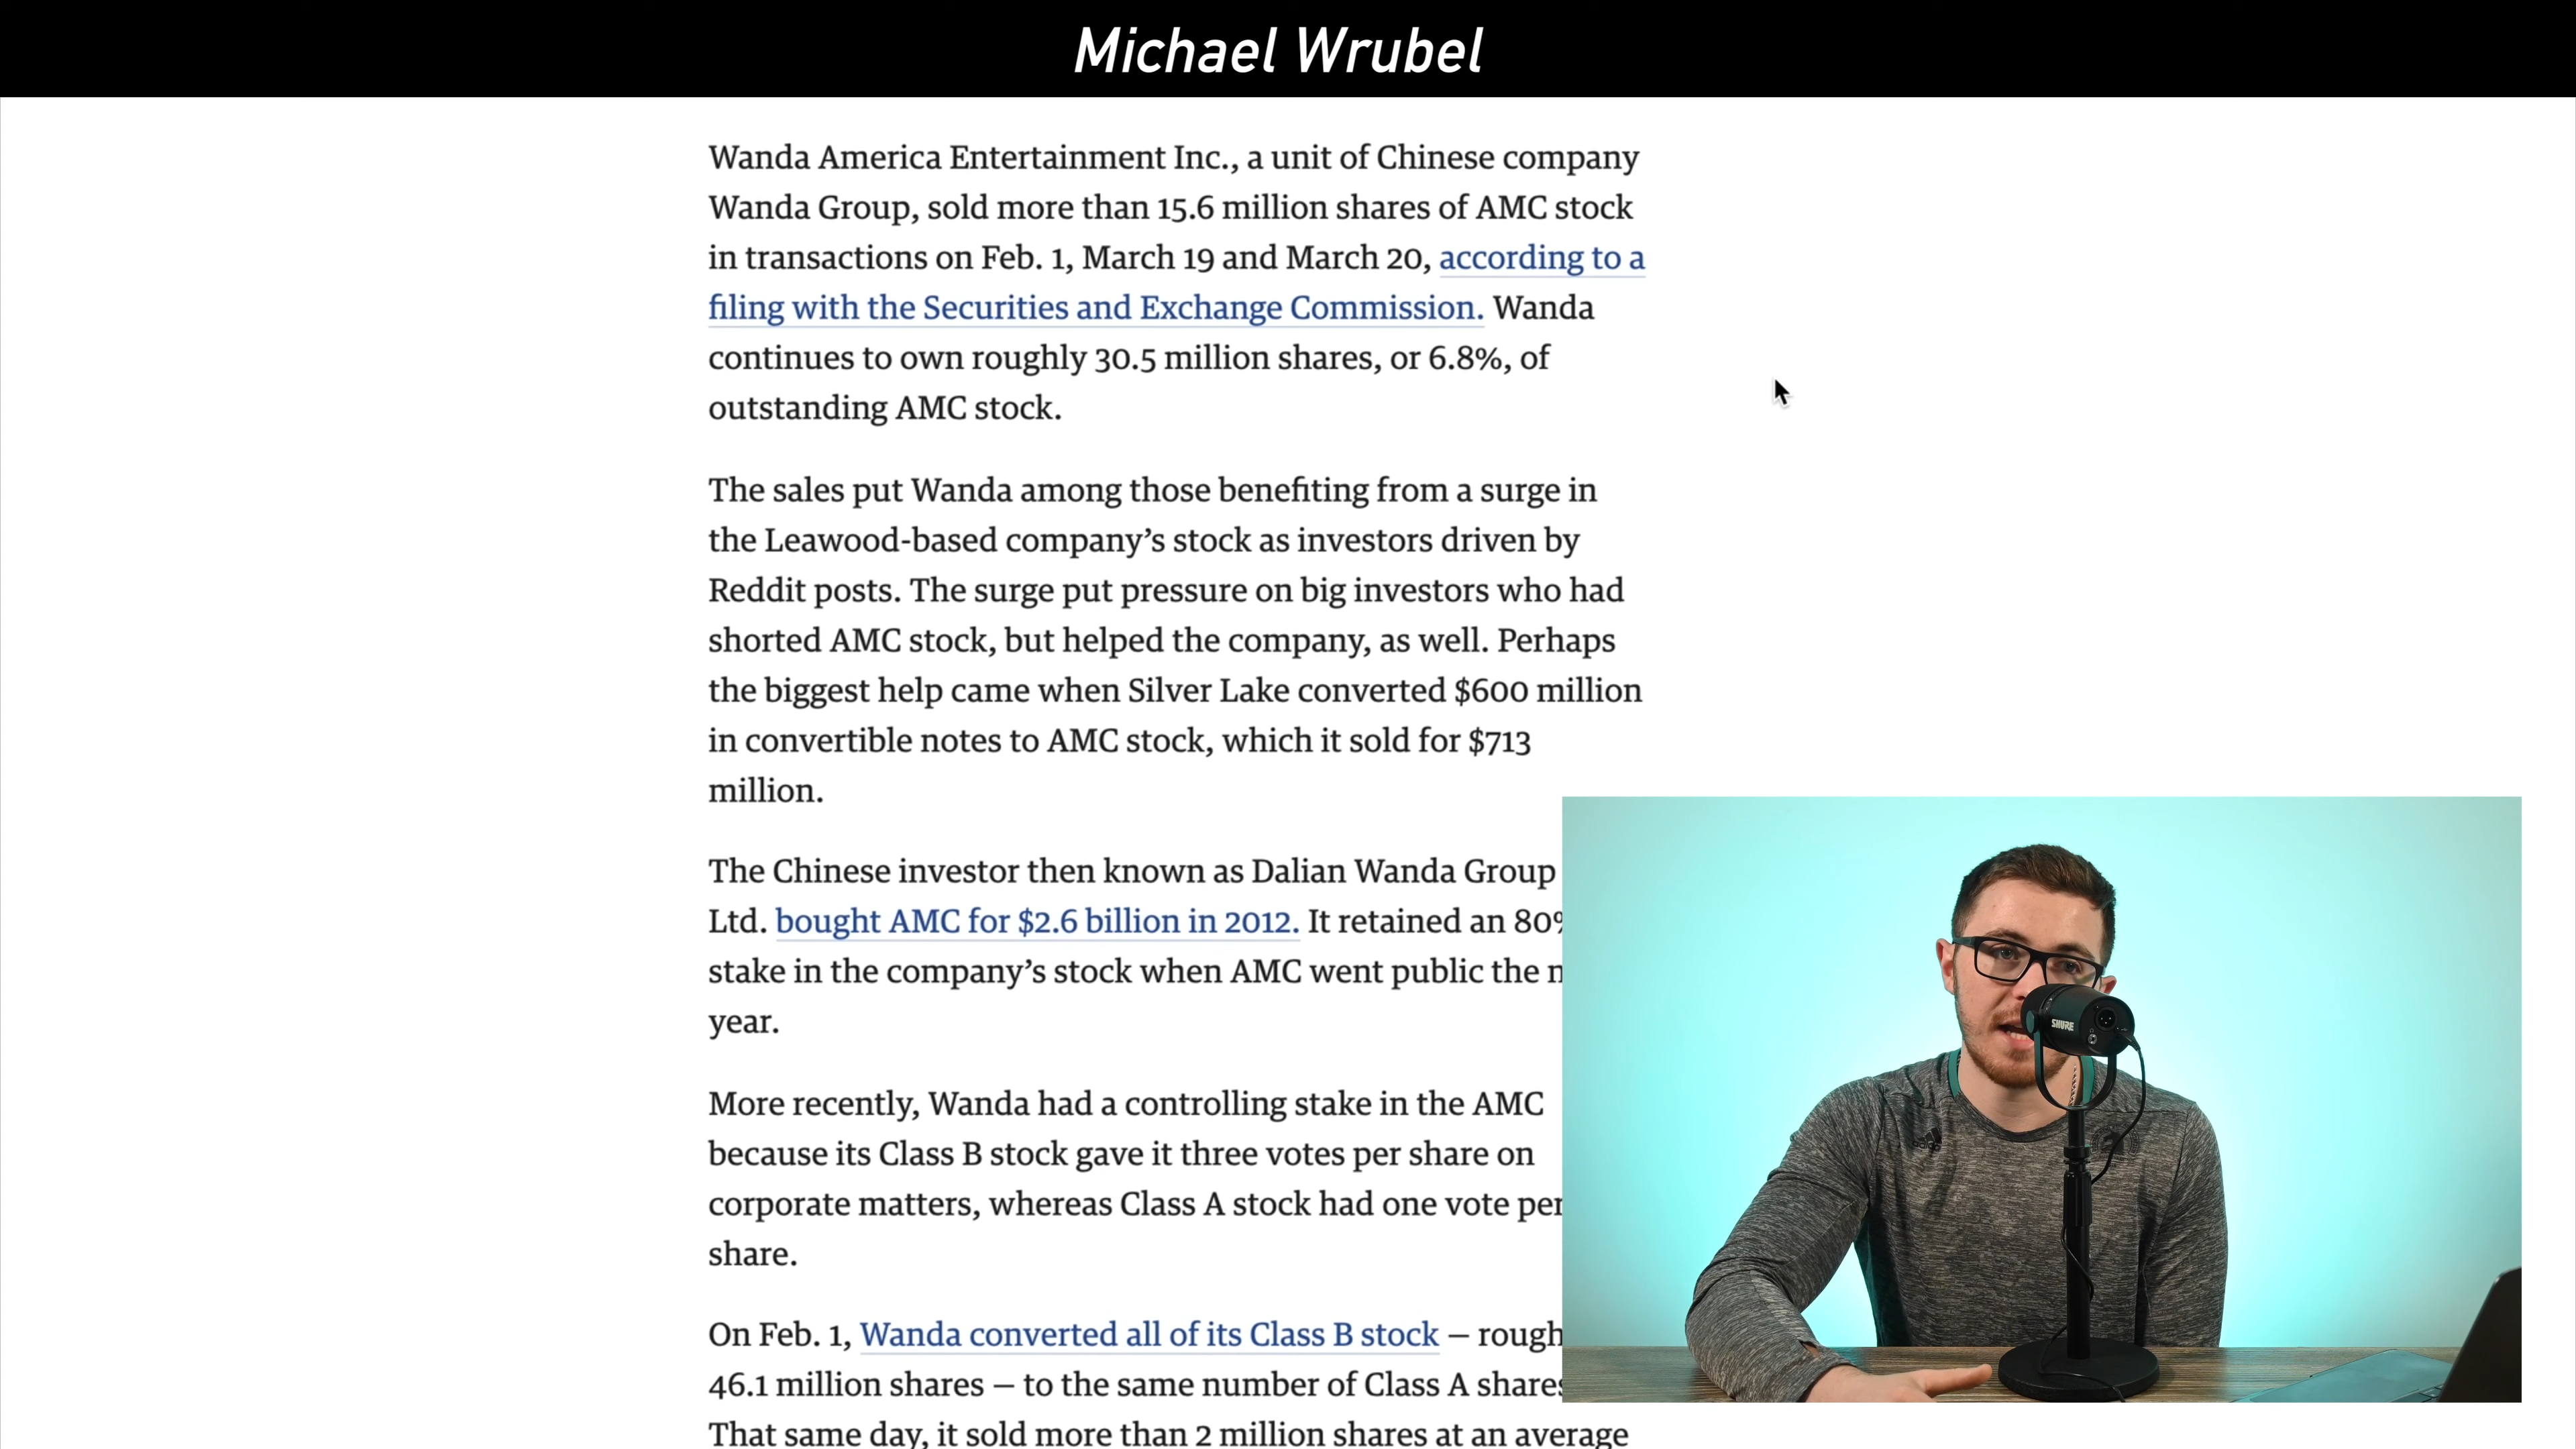 Michael Wrubel
Wanda America Entertainment Inc., a unit of Chinese company
Wanda Group, sold more than 15.6 million shares of AMC stock
in transactions on Feb. 1, March 19 and March 20, according to a
filing with the Securities and Exchange Commission. Wanda
continues to own roughly 30.5 million shares, or 6.8%, of
outstanding AMC stock.
The sales put Wanda among those benefiting from a surge in
the Leawood-based company’s stock as investors driven by
Reddit posts. The surge put pressure on big investors who had
shorted AMC stock, but helped the company, as well. Perhaps
the biggest help came when Silver Lake converted $600 million
in convertible notes to AMC stock, which it sold for $713
million.
The Chinese investor then known as Dalian Wanda Group
Ltd. bought AMC for $2.6 billion in 2012. It retained an 80%
stake in the company’s stock when AMC went public the
year.
More recently, Wanda had a controlling stake in the AMC
because its Class B stock gave it three votes per share on
corporate matters, whereas Class A stock had one vote per
share.
On Feb. 1, Wanda converted all of its Class B stock — rough
46.1 million shares — to the same number of Class A shares
That same day, it sold more than 2 million shares at an average
SHURE